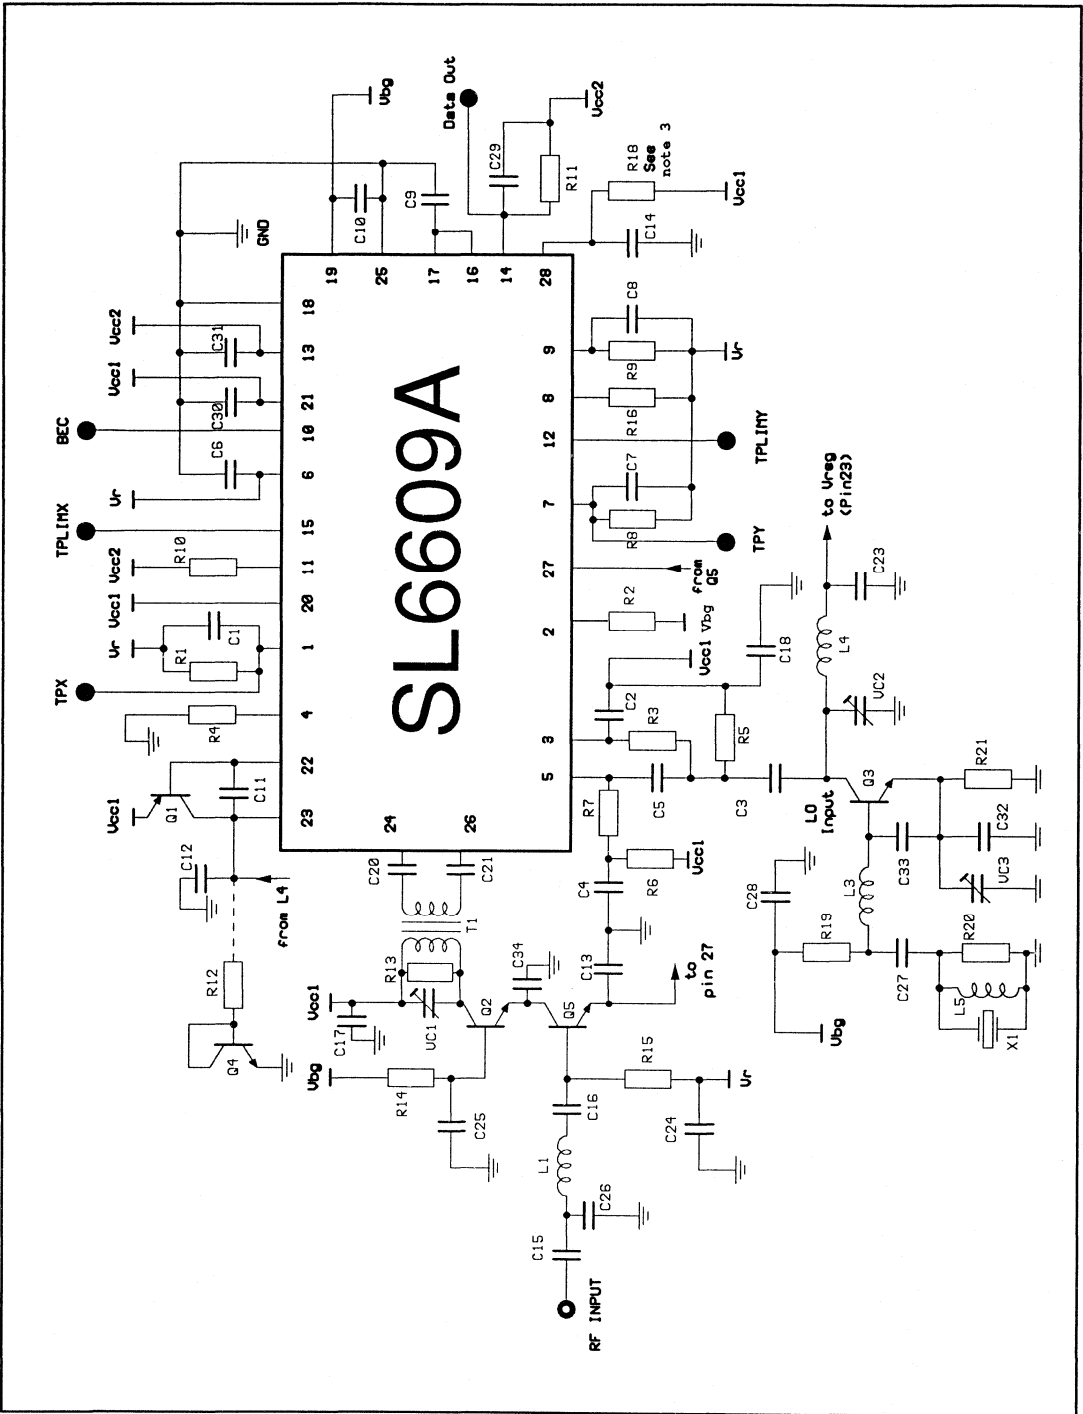 TPX
TPLIMX
BEC
Vcc1
Vr
Vcc1
Vcc2
Vr
Vcc1
Vcc2
Q1
C12
R4
R1
C1
R10
C6
C30
C31
GND
Q4
R12
from L4
C11
23
22
4
1
20
11
15
6
10
21
13
18
Vbg
Vcc1
C17
R14
VC1
R13
T1
C20
C21
24
26
SL6609A
19
25
17
16
14
28
C10
C9
Vbg
Data Out
C29
R11
Vcc2
C25
Q2
C34
Q5
C13
C4
R7
R6
Vcc1
5
3
2
27
7
12
8
9
RF INPUT
C15
C26
L1
C16
R15
C24
Vr
to
pin 27
C5
R3
C2
R5
Vcc1
Vbg
R2
from
Q5
R8
C7
R16
R9
C8
C14
R18
See
note 3
Vcc1
TPY
TPLIMY
Vr
C18
C3
LO
Input
Vbg
C28
R19
L3
C27
C33
Q3
VC2
L4
C23
to Vreg
(Pin23)
X1
L5
R20
VC3
C32
R21